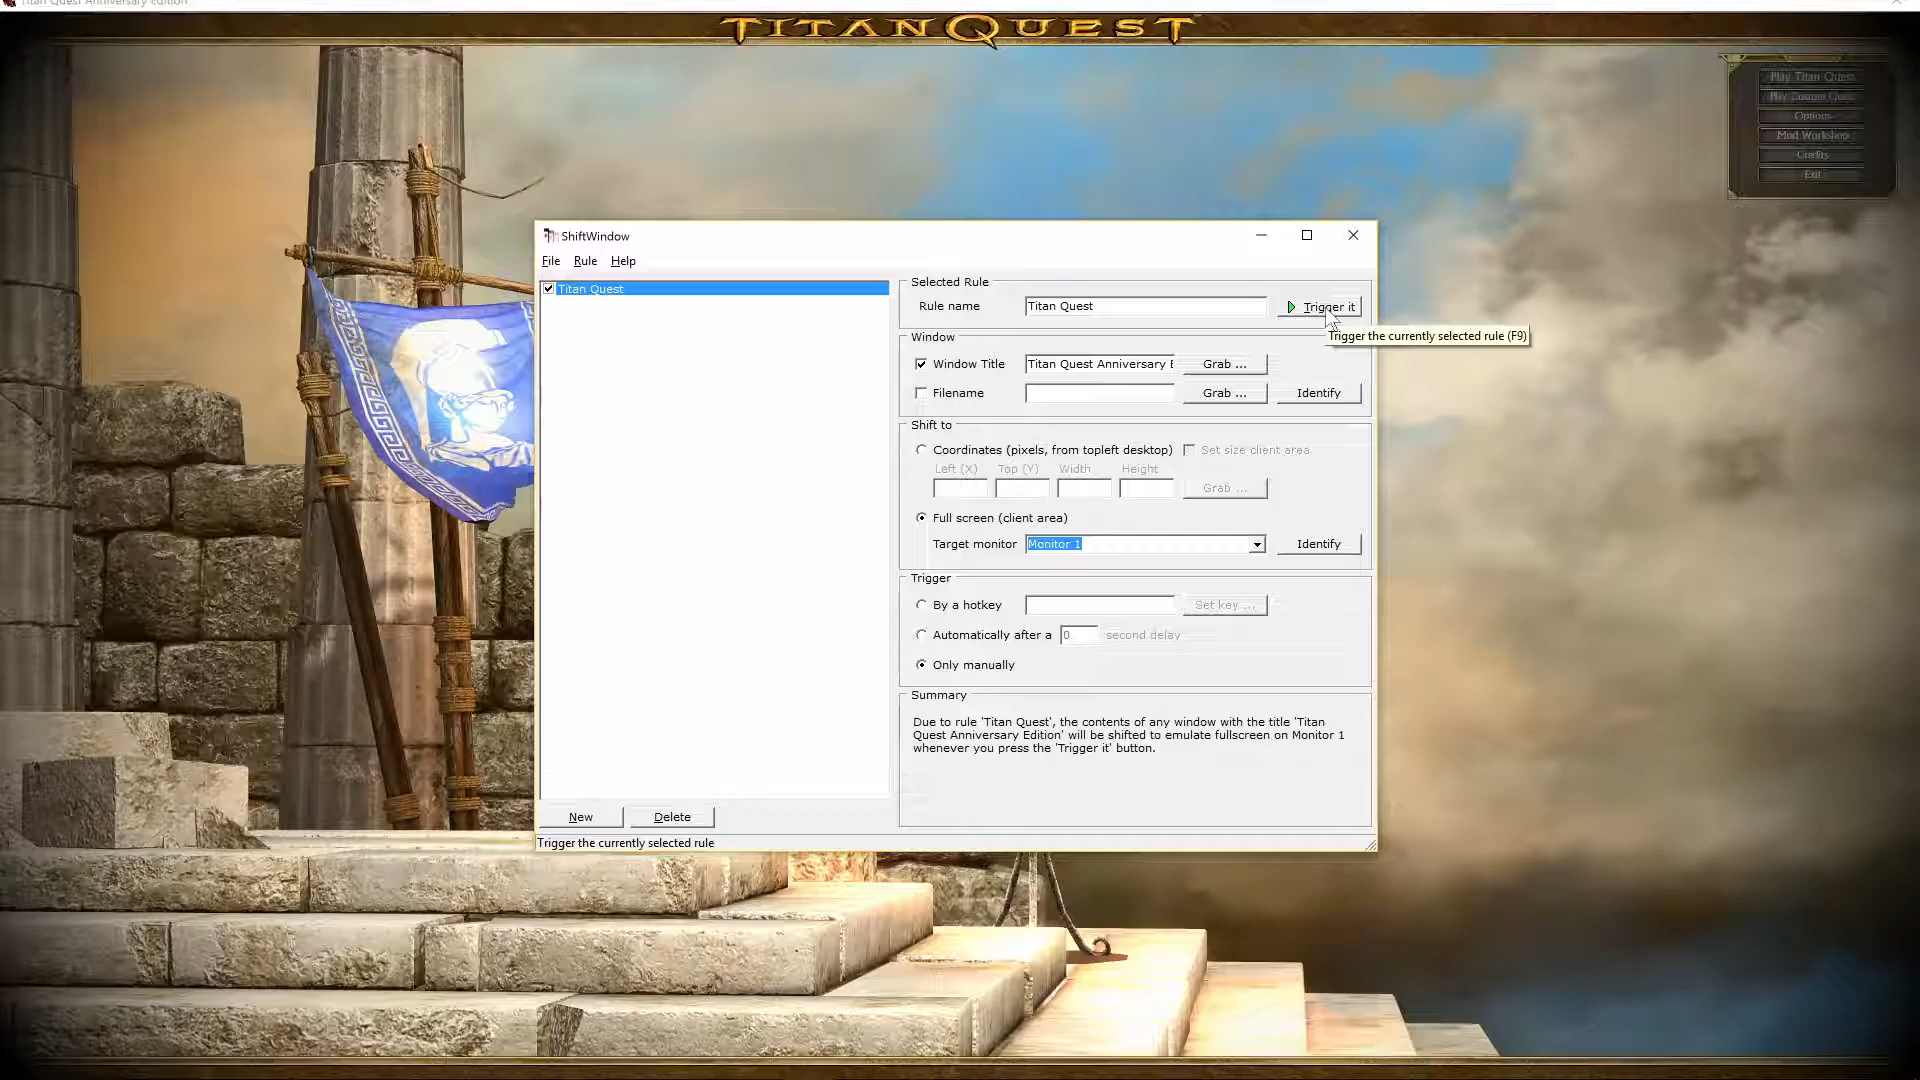 Titan Quest Anniversary Edition
TITAN QUEST
Play Titan Quest
Play Custom Quest
Options
Mod Workshop
Credits
Exit
ShiftWindow
File Rule Help
Titan Quest
Selected Rule
Rule name Titan Quest Trigger it
Trigger the currently selected rule (F9)
Window
Window Title Titan Quest Anniversary E Grab ...
Filename Grab ... Identify
Shift to
Coordinates (pixels, from topleft desktop) Set size client area
Left (X) Top (Y) Width Height
Grab ...
Full screen (client area)
Target monitor Monitor 1 Identify
Trigger
By a hotkey Set key ...
Automatically after a 0 second delay
Only manually
Summary
Due to rule 'Titan Quest', the contents of any window with the title 'Titan
Quest Anniversary Edition' will be shifted to emulate fullscreen on Monitor 1
whenever you press the 'Trigger it' button.
New Delete
Trigger the currently selected rule